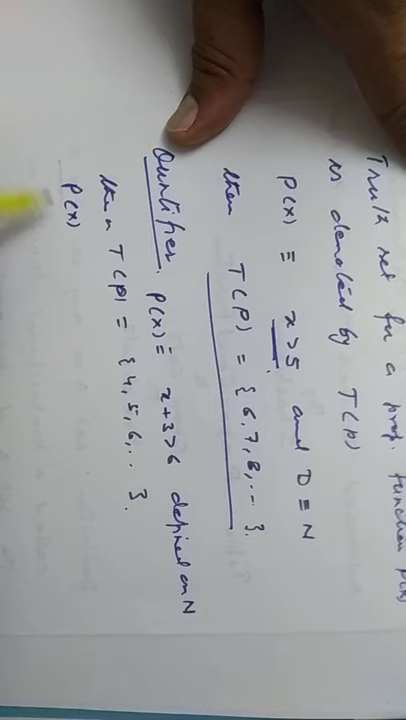 Truth set for a prop. function P(x)
is denoted by T(P)
P(x) ≡ x>5 and D ≡ N
then T(P) = {6,7,8,... }.
Quantifier. P(x) ≡ x+3>6 defined on N
then T(P) = {4,5,6,... }.
P(x)